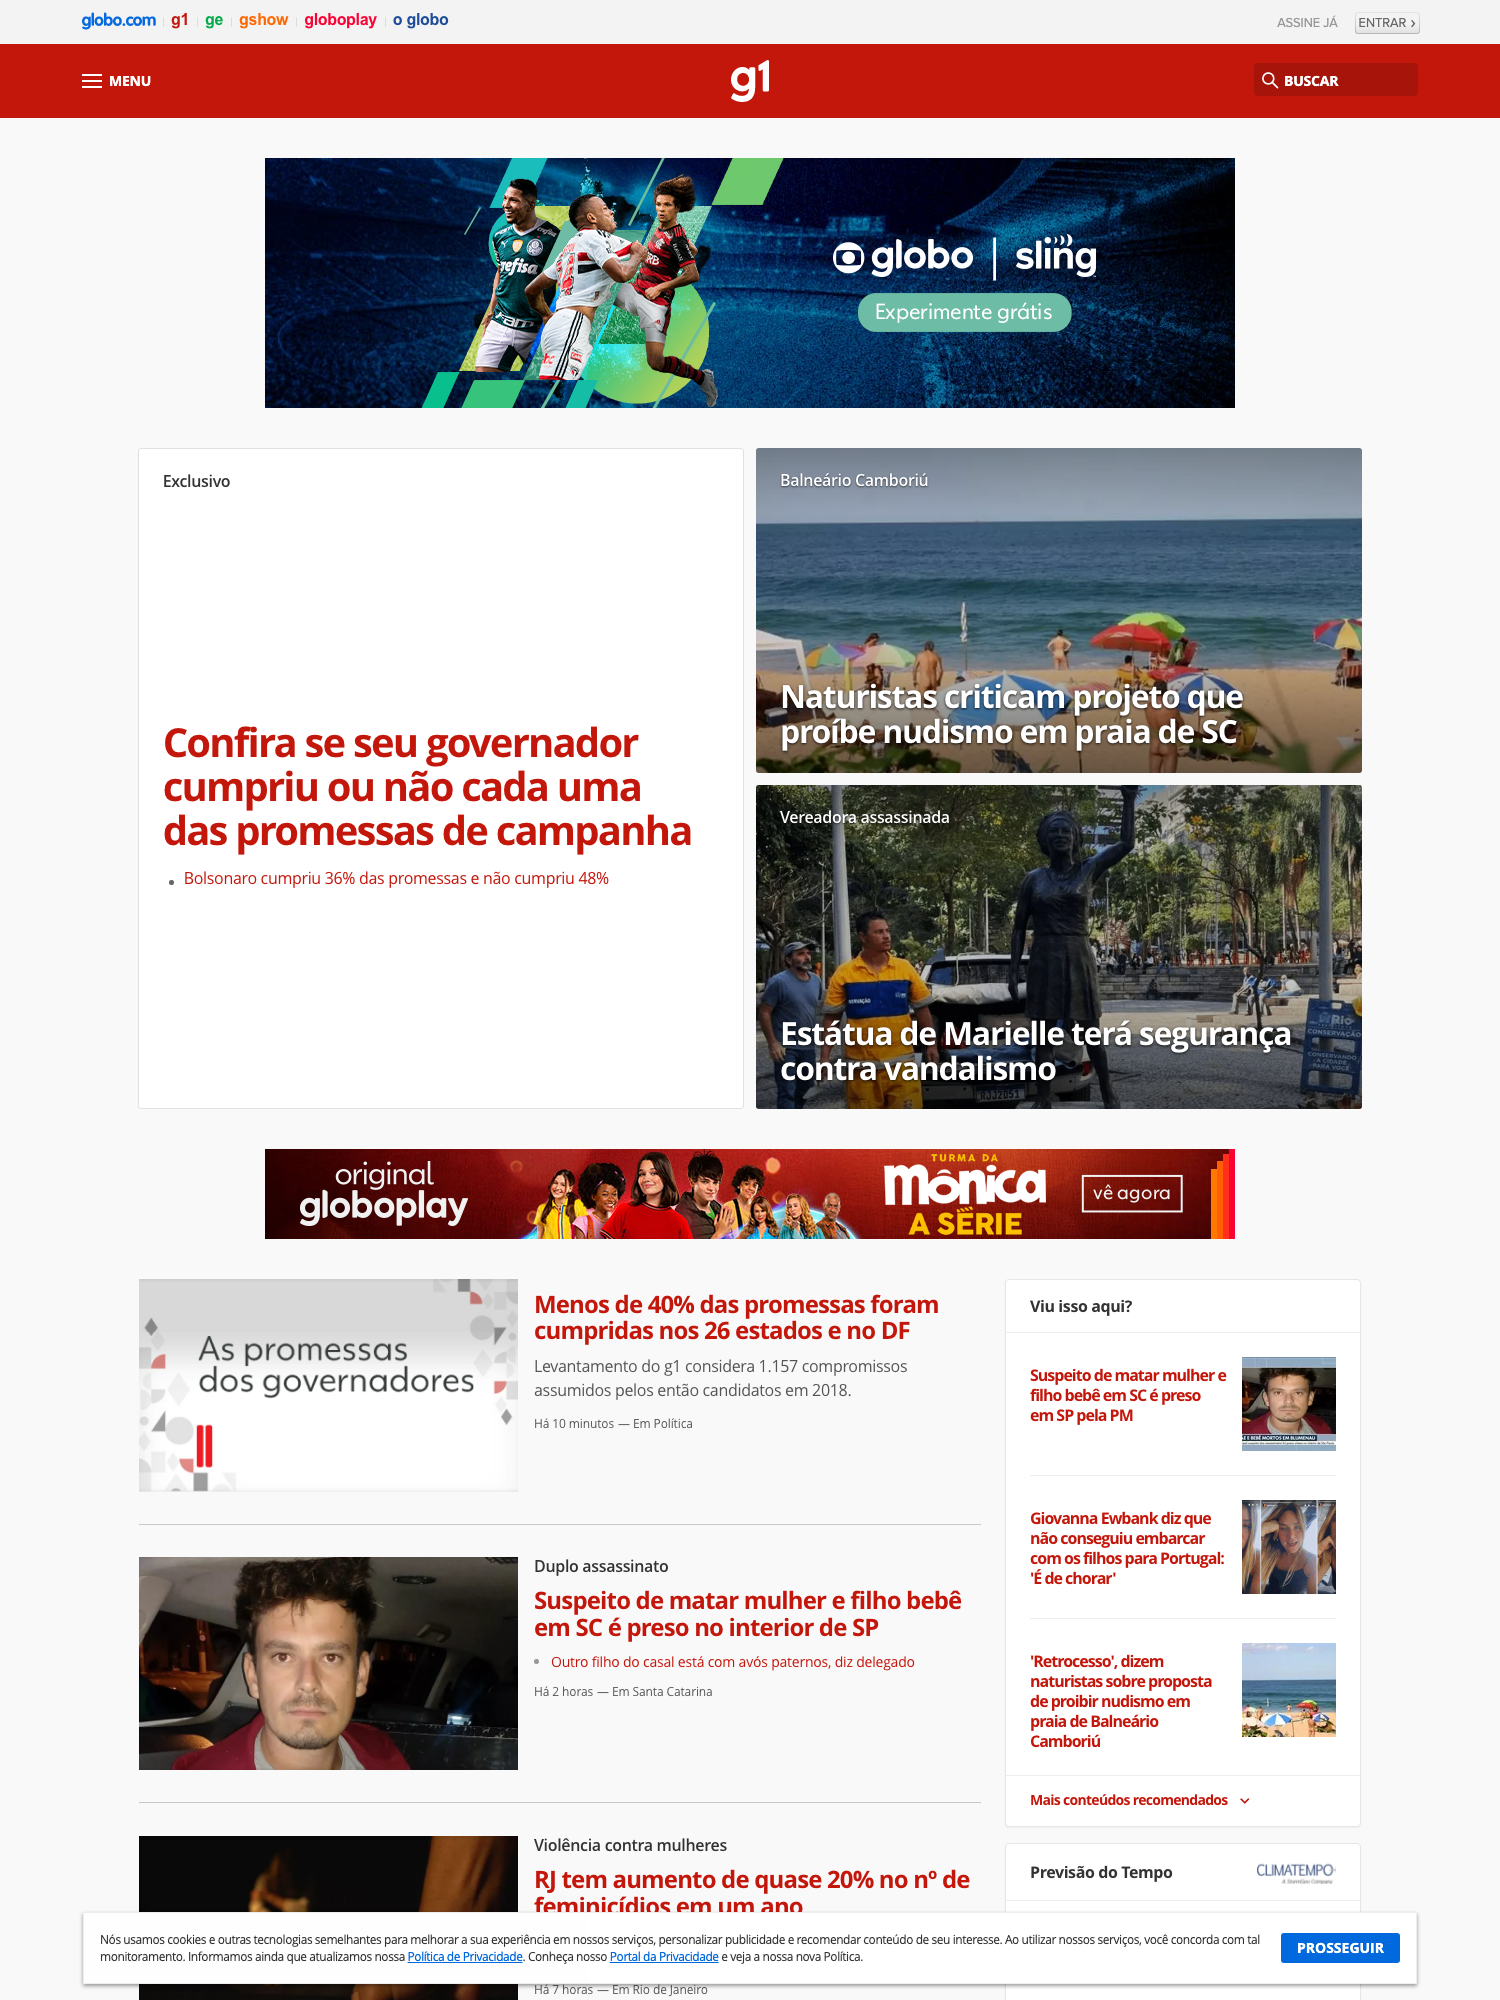 globo.com g1 ge gshow globoplay o globo
ASSINE JÁ ENTRAR ›
MENU
g1
BUSCAR
globo | sling
Experimente grátis
Exclusivo
Confira se seu governador
cumpriu ou não cada uma
das promessas de campanha
Bolsonaro cumpriu 36% das promessas e não cumpriu 48%
Balneário Camboriú
Naturistas criticam projeto que
proíbe nudismo em praia de SC
Vereadora assassinada
Estátua de Marielle terá segurança
contra vandalismo
original
globoplay
TURMA DA
Mônica
A SÉRIE
vê agora
As promessas
dos governadores
Menos de 40% das promessas foram
cumpridas nos 26 estados e no DF
Levantamento do g1 considera 1.157 compromissos
assumidos pelos então candidatos em 2018.
Há 10 minutos — Em Política
Duplo assassinato
Suspeito de matar mulher e filho bebê
em SC é preso no interior de SP
Outro filho do casal está com avós paternos, diz delegado
Há 2 horas — Em Santa Catarina
Violência contra mulheres
RJ tem aumento de quase 20% no nº de
feminicídios em um ano
Há 7 horas — Em Rio de Janeiro
Viu isso aqui?
Suspeito de matar mulher e
filho bebê em SC é preso
em SP pela PM
Giovanna Ewbank diz que
não conseguiu embarcar
com os filhos para Portugal:
'É de chorar'
'Retrocesso', dizem
naturistas sobre proposta
de proibir nudismo em
praia de Balneário
Camboriú
Mais conteúdos recomendados
Previsão do Tempo
CLIMATEMPO
Nós usamos cookies e outras tecnologias semelhantes para melhorar a sua experiência em nossos serviços, personalizar publicidade e recomendar conteúdo de seu interesse. Ao utilizar nossos serviços, você concorda com tal
monitoramento. Informamos ainda que atualizamos nossa Política de Privacidade. Conheça nosso Portal da Privacidade e veja a nossa nova Política.
PROSSEGUIR